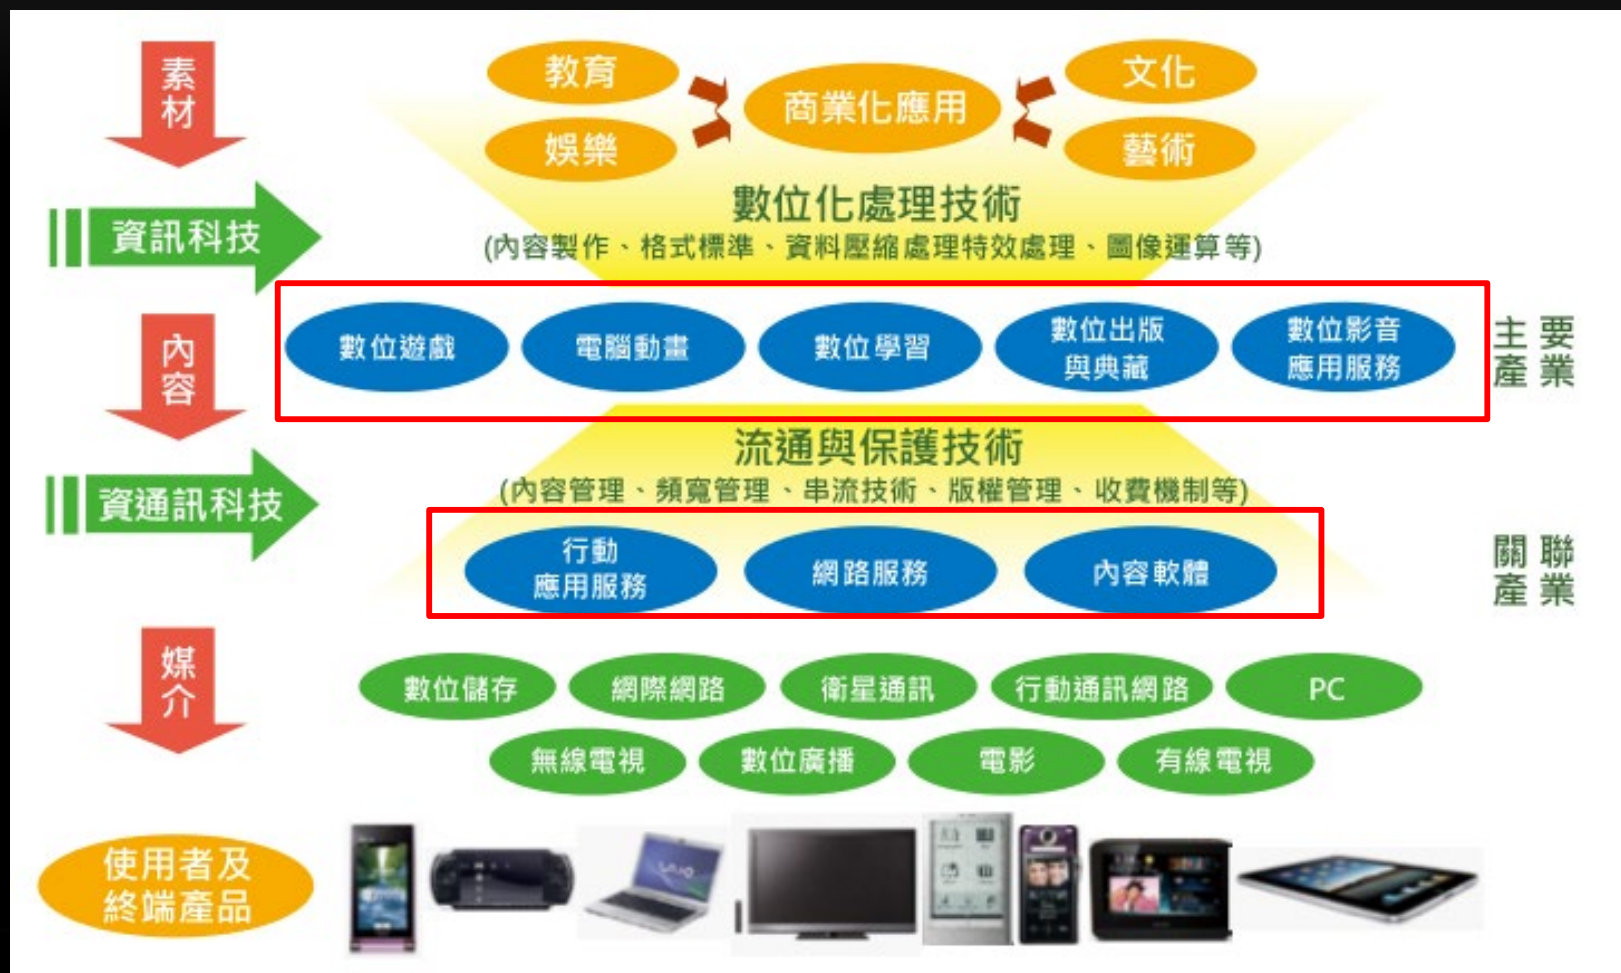 素材
教育
文化
商業化應用
娛樂
藝術
數位化處理技術
資訊科技
(內容製作、格式標準、資料壓縮處理特效處理、圖像運算等)
內容
數位遊戲
電腦動畫
數位學習
數位出版
與典藏
數位影音
應用服務
主要
產業
流通與保護技術
資通訊科技
(內容管理、頻寬管理、串流技術、版權管理、收費機制等)
行動
應用服務
網路服務
內容軟體
關聯
產業
媒介
數位儲存
網際網路
衛星通訊
行動通訊網路
PC
無線電視
數位廣播
電影
有線電視
使用者及
終端產品
VAIO